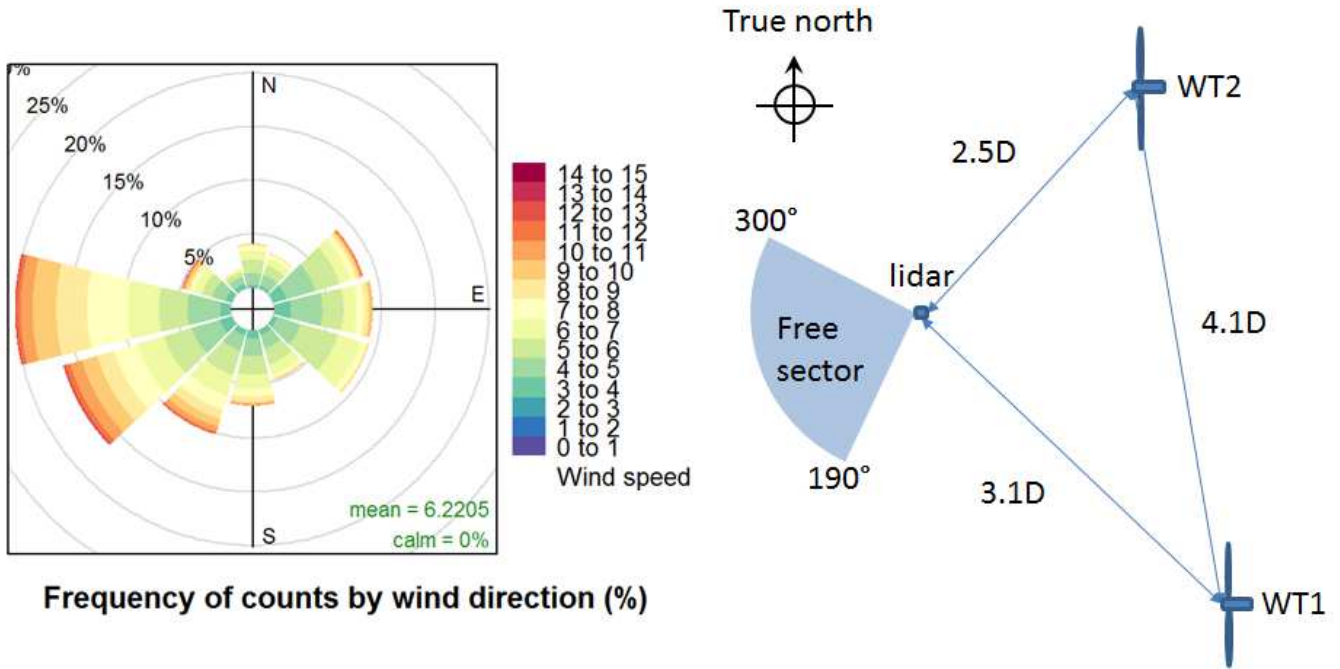 True north
N
0%
25%
20%
15%
10%
5%
E
S
mean = 6.2205
calm = 0%
14 to 15
13 to 14
12 to 13
11 to 12
10 to 11
9 to 10
8 to 9
7 to 8
6 to 7
5 to 6
4 to 5
3 to 4
2 to 3
1 to 2
0 to 1
Wind speed
Frequency of counts by wind direction (%)
WT2
2.5D
300°
lidar
Free
sector
4.1D
190°
3.1D
WT1